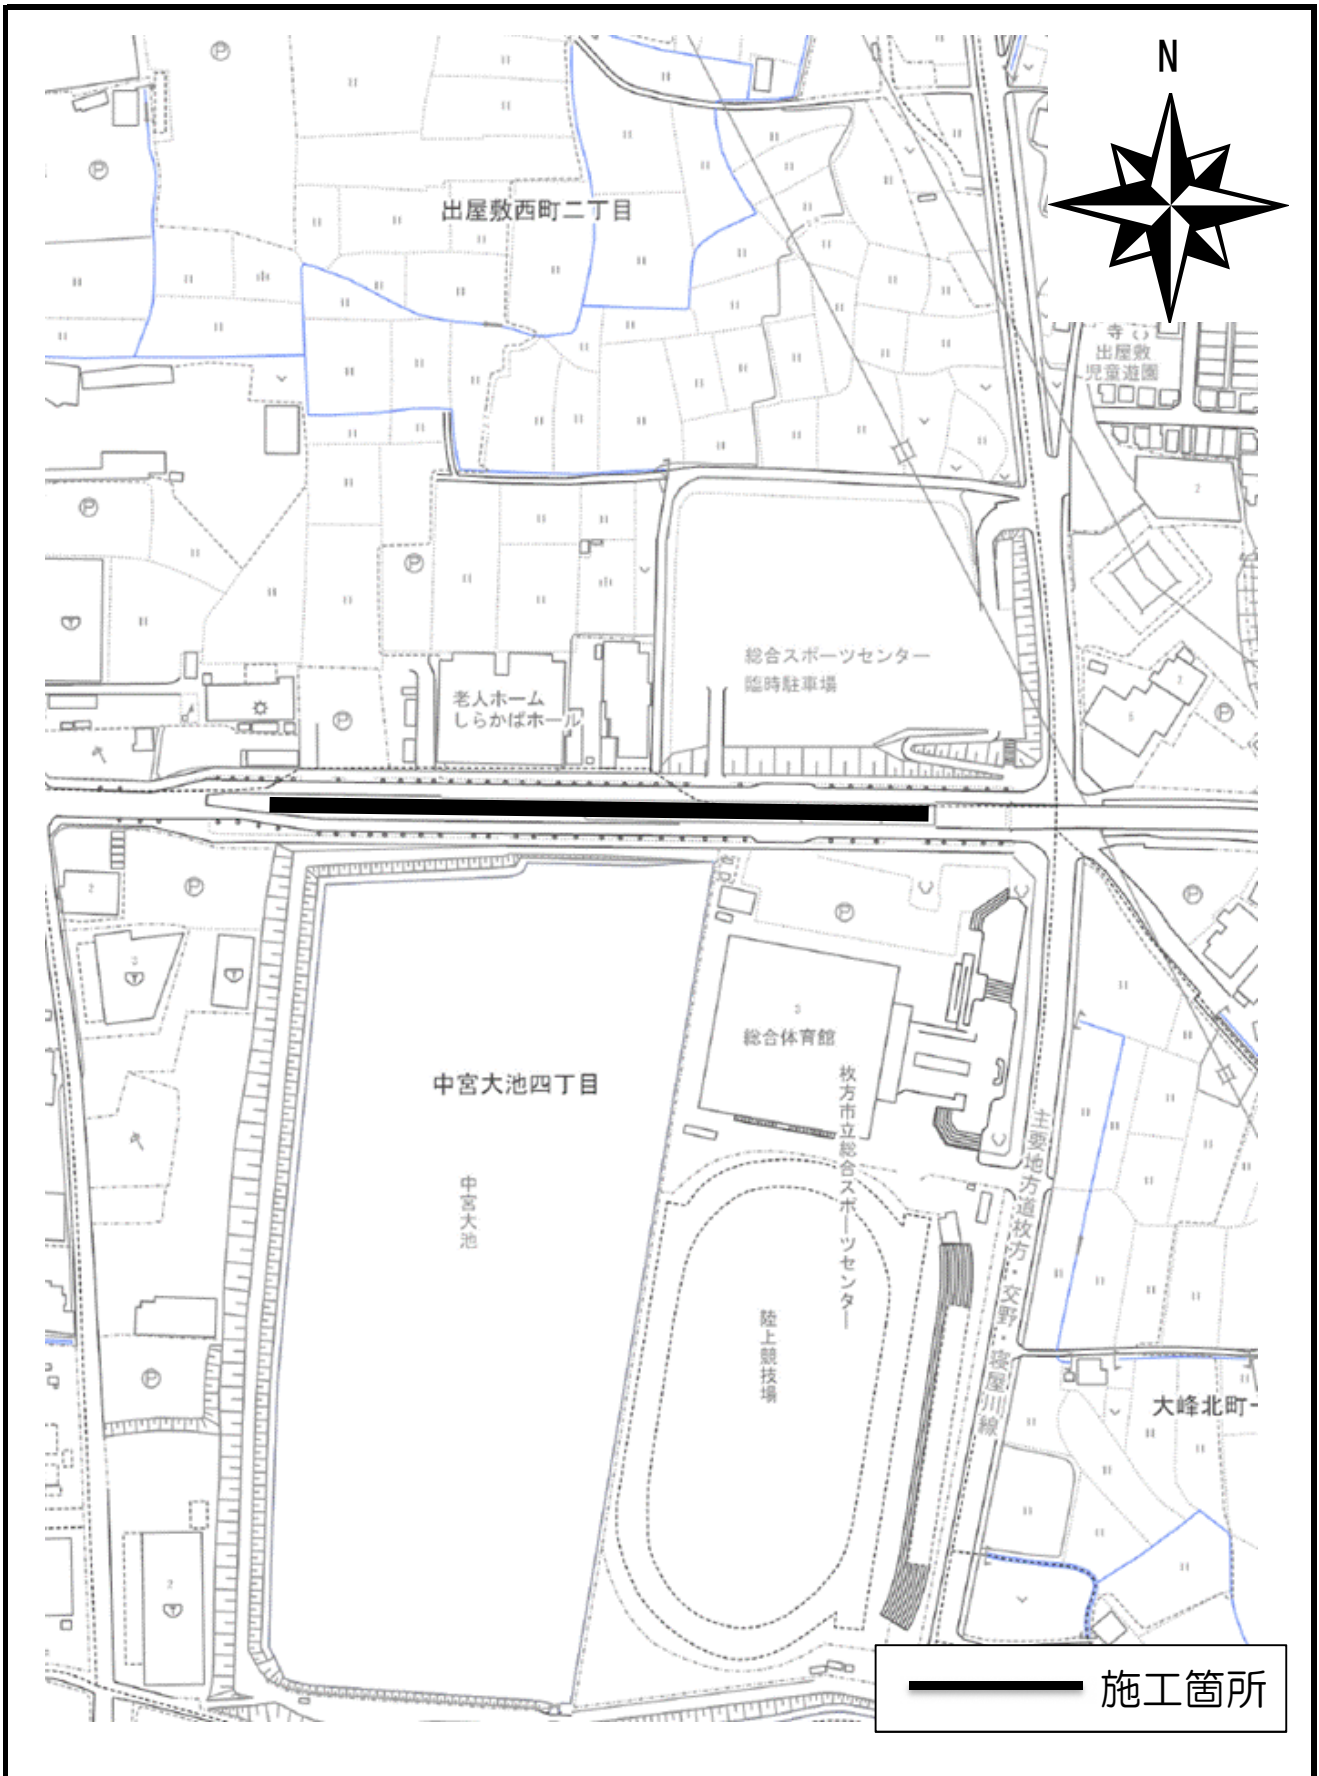 N
出屋敷西町二丁目
出屋敷
児童遊園
総合スポーツセンター
臨時駐車場
老人ホーム
しらかばホール
総合体育館
中宮大池四丁目
枚方市立総合スポーツセンター
主要地方道枚方・交野・寝屋川線
中宮大池
陸上競技場
大峰北町
施工箇所